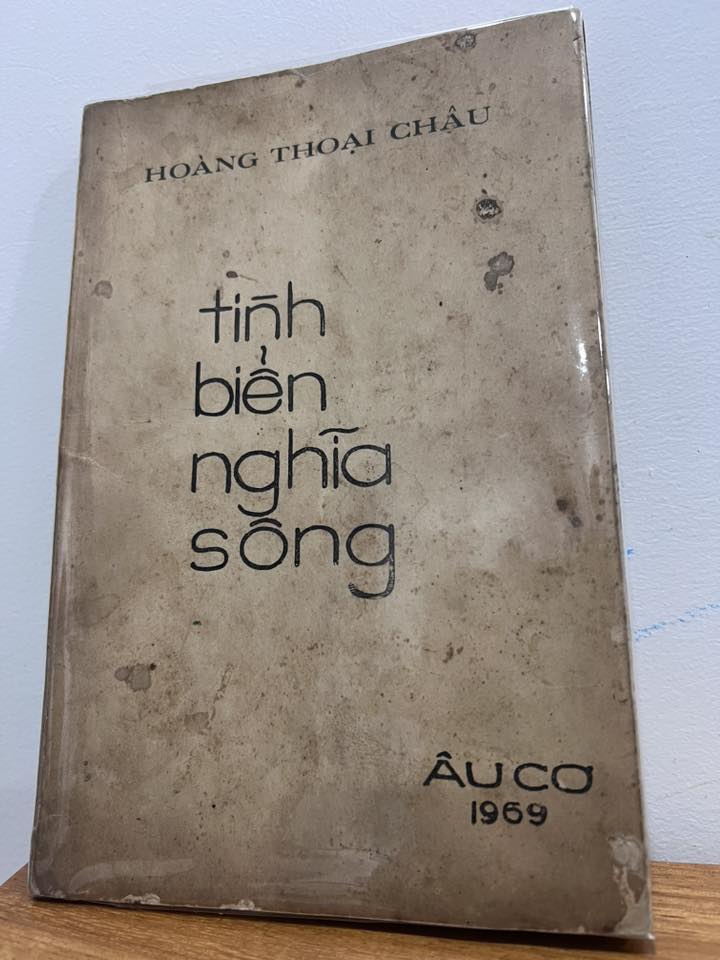 HOÀNG THOẠI CHÂU
tình
biển
nghĩa
sông
ÂU CƠ
1969